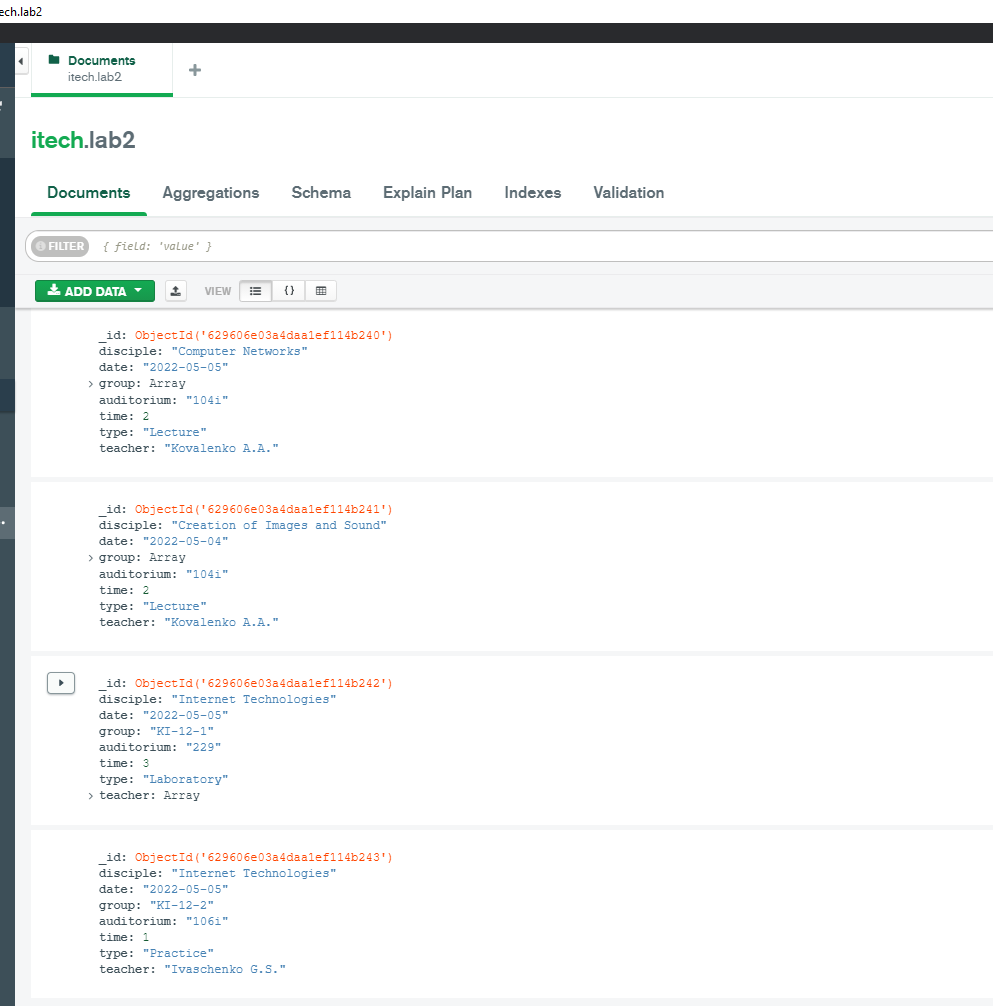 ech.lab2
Documents
itech.lab2
itech.lab2
Documents Aggregations Schema Explain Plan Indexes Validation
FILTER { field: 'value' }
ADD DATA VIEW { }
_id: ObjectId('629606e03a4daa1ef114b240')
disciple: "Computer Networks"
date: "2022-05-05"
group: Array
auditorium: "104i"
time: 2
type: "Lecture"
teacher: "Kovalenko A.A."
_id: ObjectId('629606e03a4daa1ef114b241')
disciple: "Creation of Images and Sound"
date: "2022-05-04"
group: Array
auditorium: "104i"
time: 2
type: "Lecture"
teacher: "Kovalenko A.A."
_id: ObjectId('629606e03a4daa1ef114b242')
disciple: "Internet Technologies"
date: "2022-05-05"
group: "KI-12-1"
auditorium: "229"
time: 3
type: "Laboratory"
teacher: Array
_id: ObjectId('629606e03a4daa1ef114b243')
disciple: "Internet Technologies"
date: "2022-05-05"
group: "KI-12-2"
auditorium: "106i"
time: 1
type: "Practice"
teacher: "Ivaschenko G.S."